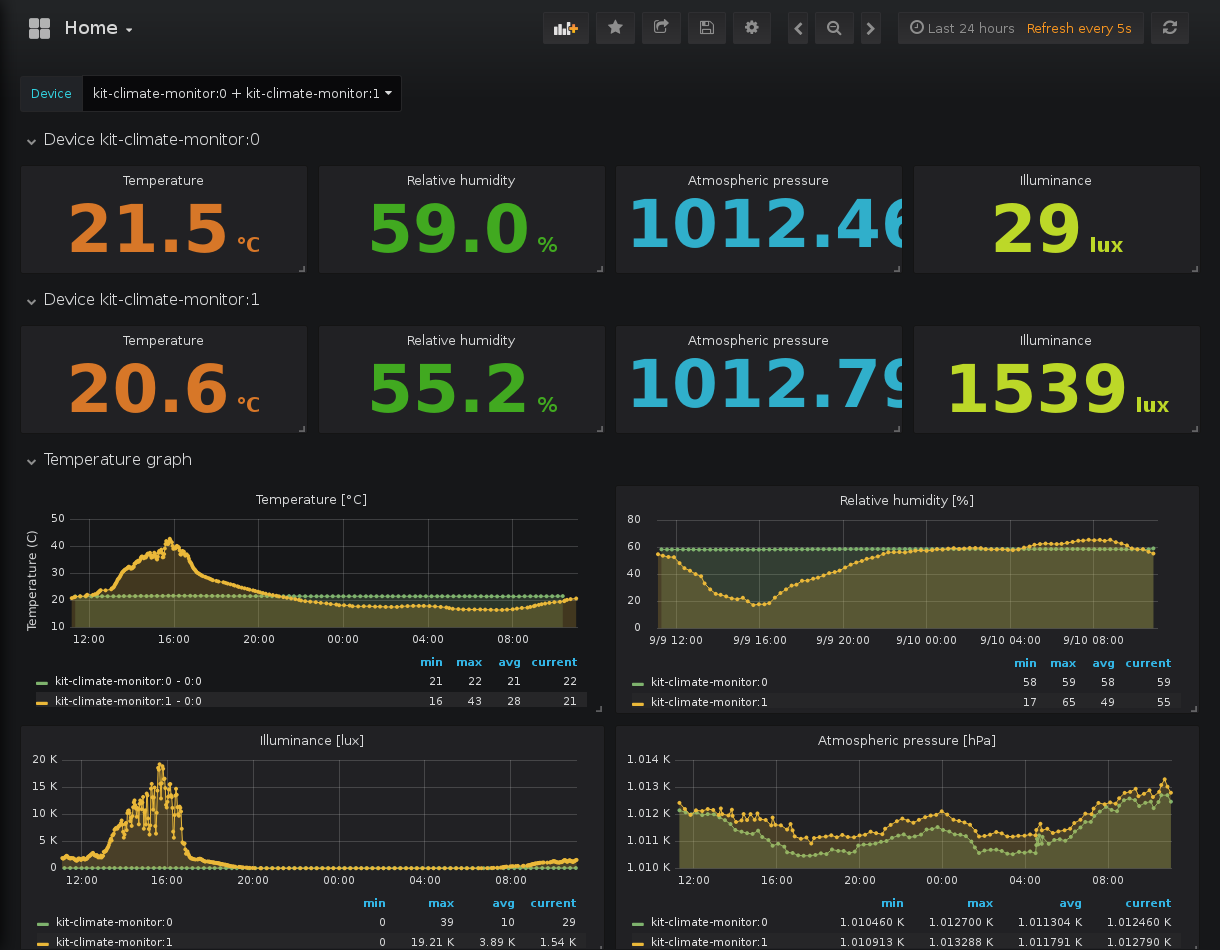 Home
Last 24 hours Refresh every 5s
Device kit-climate-monitor:0 + kit-climate-monitor:1
Device kit-climate-monitor:0
Temperature Relative humidity Atmospheric pressure Illuminance
21.5 °C 59.0 % 1012.46 29 lux
Device kit-climate-monitor:1
Temperature Relative humidity Atmospheric pressure Illuminance
20.6 °C 55.2 % 1012.79 1539 lux
Temperature graph
Temperature [°C]
Temperature (C)
50
40
30
20
10
12:00 16:00 20:00 00:00 04:00 08:00
min max avg current
kit-climate-monitor:0 - 0:0 21 22 21 22
kit-climate-monitor:1 - 0:0 16 43 28 21
Relative humidity [%]
80
60
40
20
0
9/9 12:00 9/9 16:00 9/9 20:00 9/10 00:00 9/10 04:00 9/10 08:00
min max avg current
kit-climate-monitor:0 58 59 58 59
kit-climate-monitor:1 17 65 49 55
Illuminance [lux]
20 K
15 K
10 K
5 K
0
12:00 16:00 20:00 00:00 04:00 08:00
min max avg current
kit-climate-monitor:0 0 39 10 29
kit-climate-monitor:1 0 19.21 K 3.89 K 1.54 K
Atmospheric pressure [hPa]
1.014 K
1.013 K
1.012 K
1.011 K
1.010 K
12:00 16:00 20:00 00:00 04:00 08:00
min max avg current
kit-climate-monitor:0 1.010460 K 1.012700 K 1.011304 K 1.012460 K
kit-climate-monitor:1 1.010913 K 1.013288 K 1.011791 K 1.012790 K